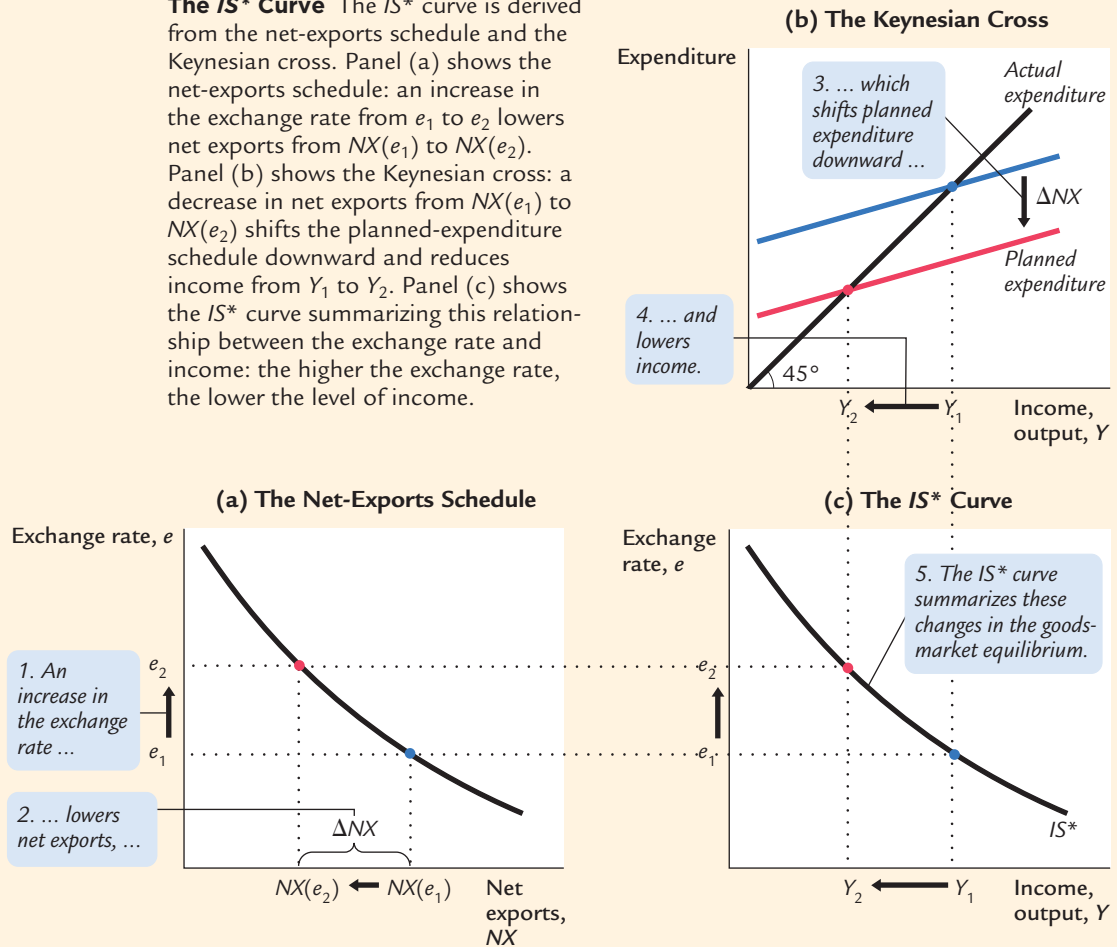 The IS* Curve The IS* curve is derived
from the net-exports schedule and the
Keynesian cross. Panel (a) shows the
net-exports schedule: an increase in
the exchange rate from e1 to e2 lowers
net exports from NX(e1) to NX(e2).
Panel (b) shows the Keynesian cross: a
decrease in net exports from NX(e1) to
NX(e2) shifts the planned-expenditure
schedule downward and reduces
income from Y1 to Y2. Panel (c) shows
the IS* curve summarizing this relation-
ship between the exchange rate and
income: the higher the exchange rate,
the lower the level of income.
(b) The Keynesian Cross
Expenditure
3. ... which
shifts planned
expenditure
downward ...
Actual
expenditure
ΔNX
Planned
expenditure
4. ... and
lowers
income.
45°
Y2
Y1
Income,
output, Y
(a) The Net-Exports Schedule
Exchange rate, e
1. An
increase in
the exchange
rate ...
e2
e1
2. ... lowers
net exports, ...
ΔNX
NX(e2)
NX(e1)
Net
exports,
NX
(c) The IS* Curve
Exchange
rate, e
5. The IS* curve
summarizes these
changes in the goods-
market equilibrium.
e2
e1
IS*
Y2
Y1
Income,
output, Y